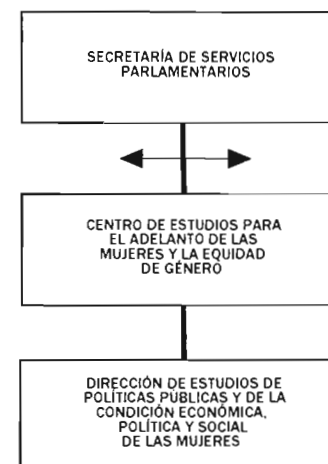 SECRETARÍA DE SERVICIOS
PARLAMENTARIOS
CENTRO DE ESTUDIOS PARA
EL ADELANTO DE LAS
MUJERES Y LA EQUIDAD
DE GÉNERO
DIRECCIÓN DE ESTUDIOS DE
POLÍTICAS PÚBLICAS Y DE LA
CONDICIÓN ECONÓMICA,
POLÍTICA Y SOCIAL
DE LAS MUJERES